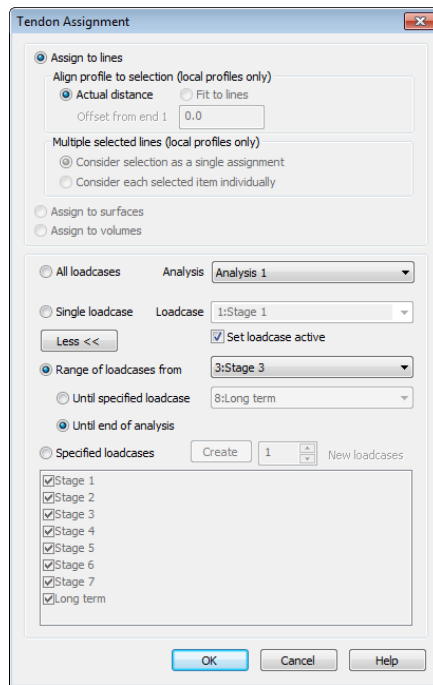 Tendon Assignment
Assign to lines
Align profile to selection (local profiles only)
Actual distance Fit to lines
Offset from end 1 0.0
Multiple selected lines (local profiles only)
Consider selection as a single assignment
Consider each selected item individually
Assign to surfaces
Assign to volumes
All loadcases Analysis Analysis 1
Single loadcase Loadcase 1:Stage 1
Less << Set loadcase active
Range of loadcases from 3:Stage 3
Until specified loadcase 8:Long term
Until end of analysis
Specified loadcases Create 1 New loadcases
Stage 1
Stage 2
Stage 3
Stage 4
Stage 5
Stage 6
Stage 7
Long term
OK Cancel Help